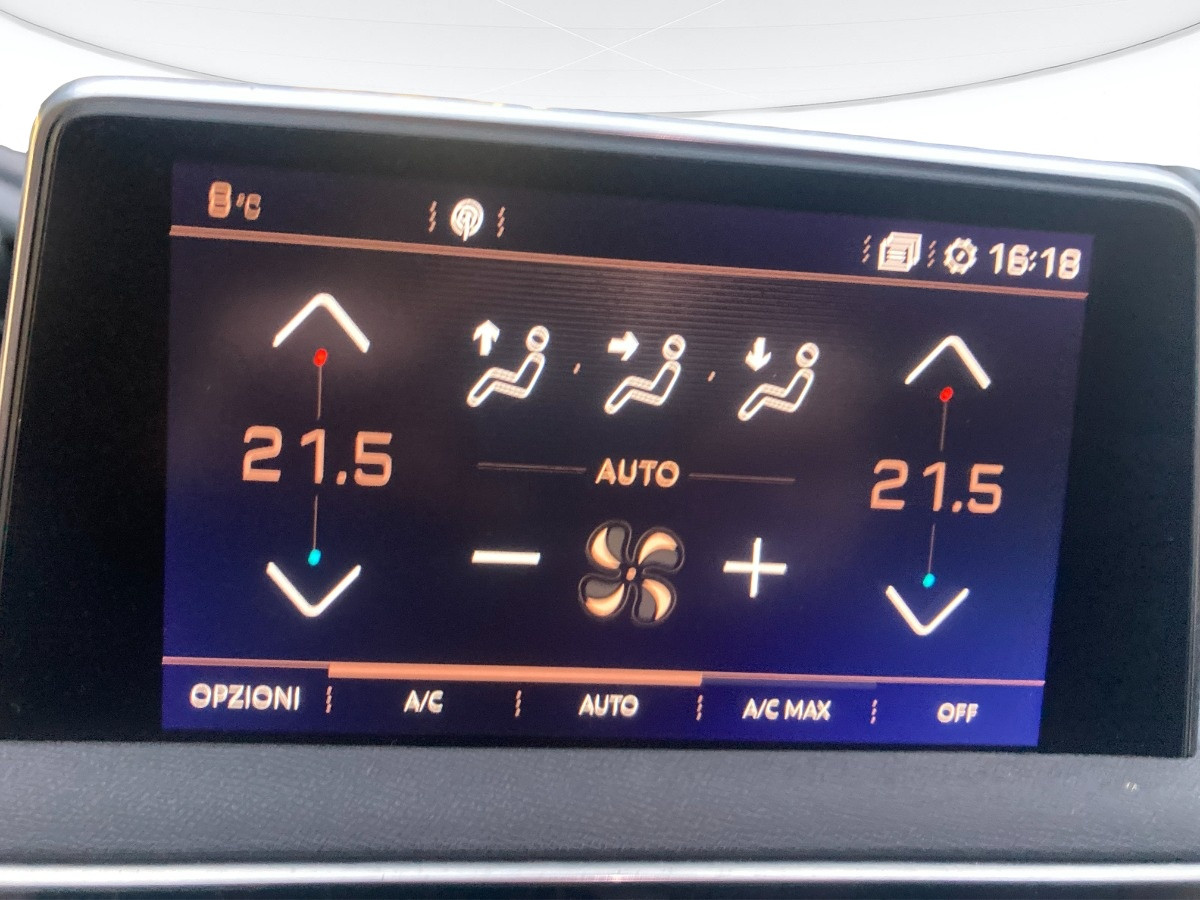 8°C 16:18
21.5 21.5
AUTO
OPZIONI A/C AUTO A/C MAX OFF